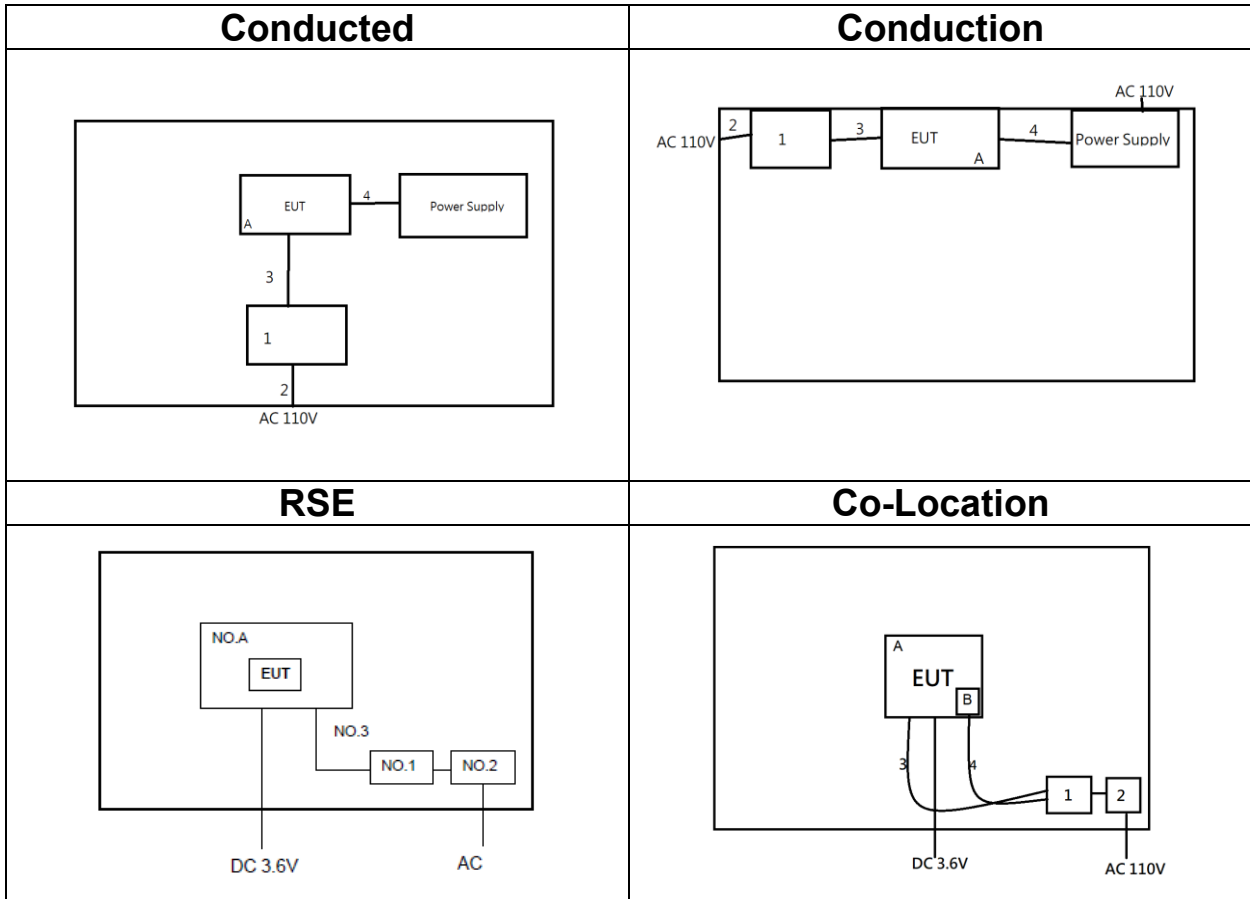 Conducted
Conduction
EUT
A
4
Power Supply
3
1
2
AC 110V
AC 110V
AC 110V
2
1
3
EUT
A
4
Power Supply
RSE
Co-Location
NO.A
EUT
NO.3
NO.1
NO.2
DC 3.6V
AC
A
EUT
B
3
4
1
2
DC 3.6V
AC 110V